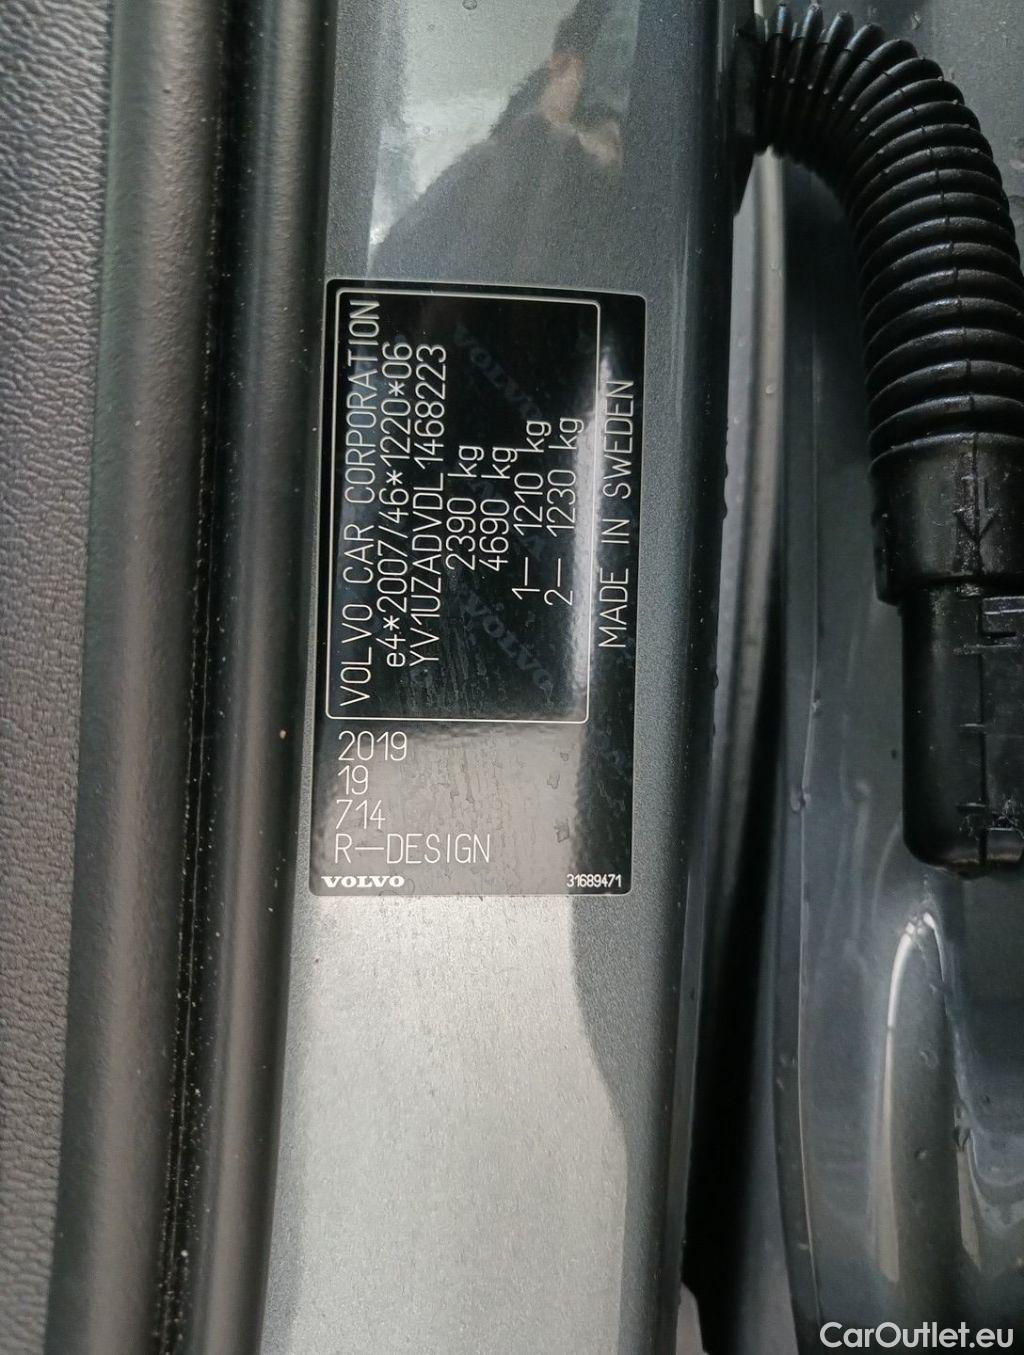 VOLVO CAR CORPORATION
e4*2007/46*1220*06
YV1UZADVDL1468223
2390 kg
4690 kg
1— 1210 kg
2— 1230 kg
MADE IN SWEDEN
2019
19
714
R—DESIGN
VOLVO
31689471
CarOutlet.eu